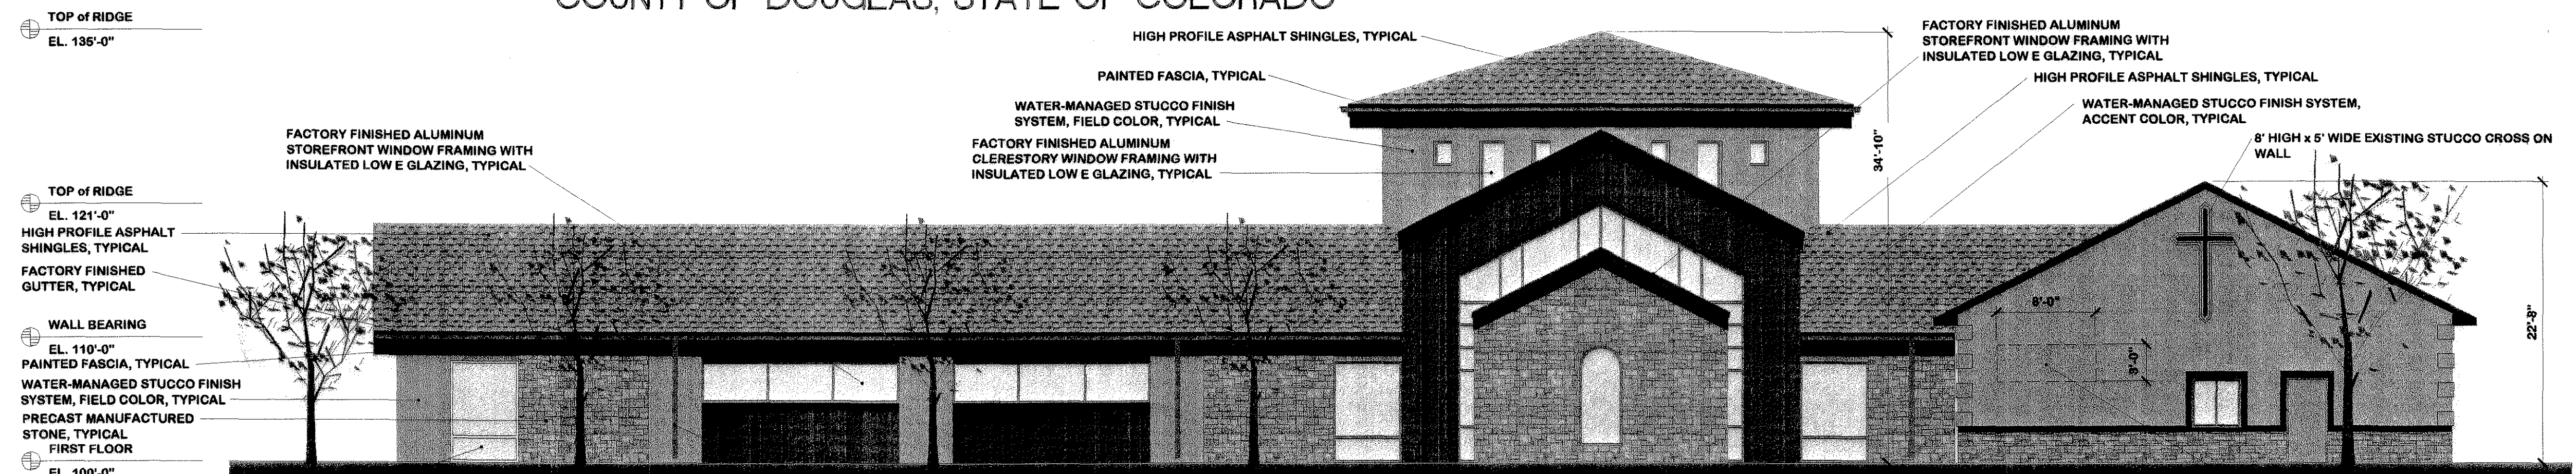 COUNTY OF DOUGLAS, STATE OF COLORADO
TOP of RIDGE
EL. 135'-0"
TOP of RIDGE
EL. 121'-0"
HIGH PROFILE ASPHALT
SHINGLES, TYPICAL
FACTORY FINISHED
GUTTER, TYPICAL
WALL BEARING
EL. 110'-0"
PAINTED FASCIA, TYPICAL
WATER-MANAGED STUCCO FINISH
SYSTEM, FIELD COLOR, TYPICAL
PRECAST MANUFACTURED
STONE, TYPICAL
FIRST FLOOR
EL. 100'-0"
FACTORY FINISHED ALUMINUM
STOREFRONT WINDOW FRAMING WITH
INSULATED LOW E GLAZING, TYPICAL
HIGH PROFILE ASPHALT SHINGLES, TYPICAL
PAINTED FASCIA, TYPICAL
WATER-MANAGED STUCCO FINISH
SYSTEM, FIELD COLOR, TYPICAL
FACTORY FINISHED ALUMINUM
CLERESTORY WINDOW FRAMING WITH
INSULATED LOW E GLAZING, TYPICAL
34'-10"
FACTORY FINISHED ALUMINUM
STOREFRONT WINDOW FRAMING WITH
INSULATED LOW E GLAZING, TYPICAL
HIGH PROFILE ASPHALT SHINGLES, TYPICAL
WATER-MANAGED STUCCO FINISH SYSTEM,
ACCENT COLOR, TYPICAL
8' HIGH x 5' WIDE EXISTING STUCCO CROSS ON
WALL
8'-0"
3'-0"
22'-8"